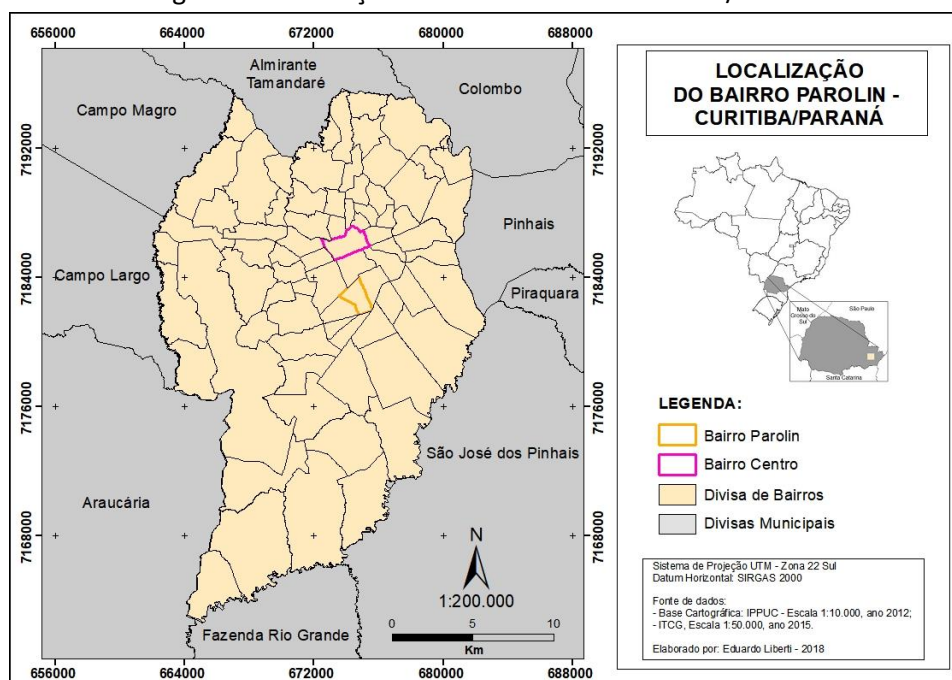 656000 664000 672000 680000 688000
Almirante
Tamandaré
Colombo
Campo Magro
7192000
7192000
Pinhais
Campo Largo
7184000
7184000
Piraquara
7176000
7176000
São José dos Pinhais
Araucária
7168000
7168000
N
1:200.000
Fazenda Rio Grande
0 5 10
Km
656000 664000 672000 680000 688000
LOCALIZAÇÃO
DO BAIRRO PAROLIN -
CURITIBA/PARANÁ
Mato
Grosso do
Sul
São Paulo
Santa Catarina
LEGENDA:
Bairro Parolin
Bairro Centro
Divisa de Bairros
Divisas Municipais
Sistema de Projeção UTM - Zona 22 Sul
Datum Horizontal: SIRGAS 2000
Fonte de dados:
- Base Cartográfica: IPPUC - Escala 1:10.000, ano 2012;
- ITCG, Escala 1:50.000, ano 2015.
Elaborado por: Eduardo Liberti - 2018